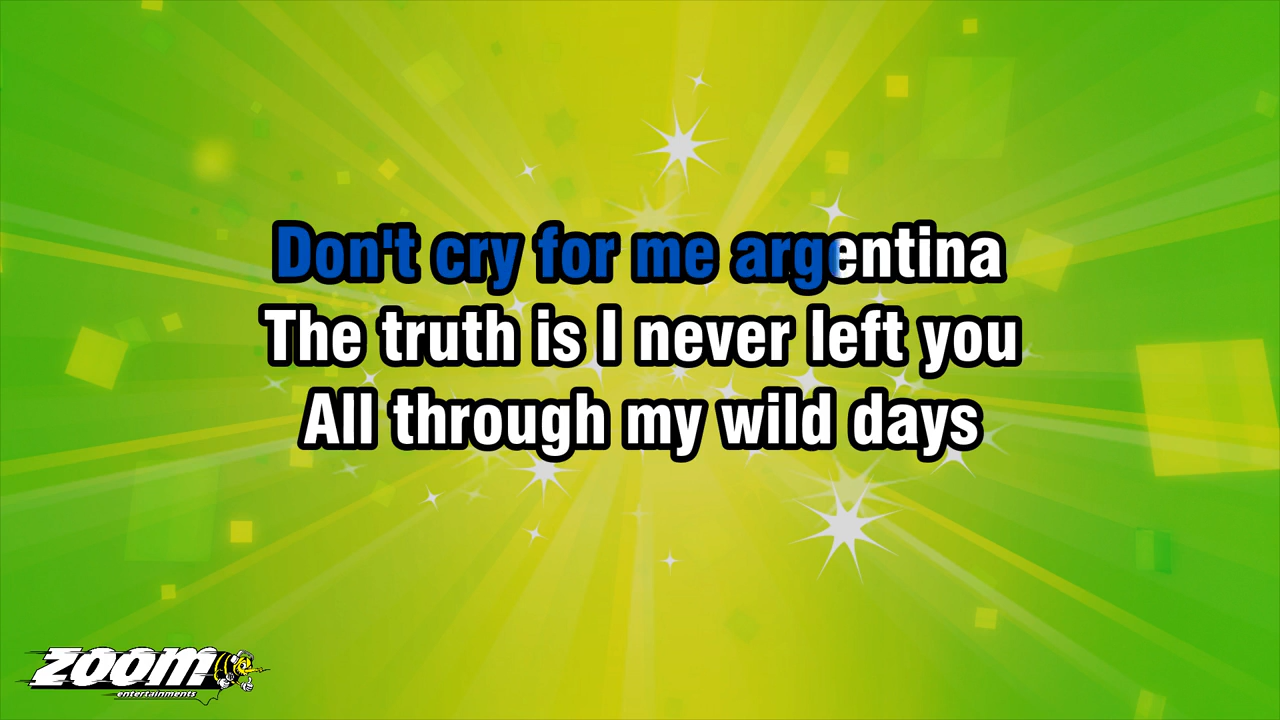 Don't cry for me argentina
The truth is I never left you
All through my wild days
zoom
entertainments